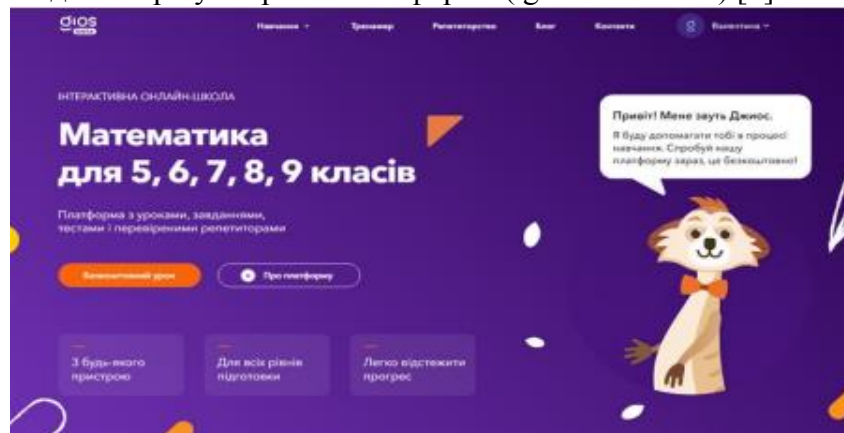 gios
Навчання
Тренажер
Репетиторство
Блог
Контакти
Валентина
ІНТЕРАКТИВНА ОНЛАЙН-ШКОЛА
Математика
для 5, 6, 7, 8, 9 класів
Платформа з уроками, завданнями,
тестами і перевіреними репетиторами
Безкоштовний урок
Про платформу
З будь-якого
пристрою
Для всіх рівнів
підготовки
Легко відстежити
прогрес
Привіт! Мене звуть Джиос.
Я буду допомагати тобі в процесі
навчання. Спробуй нашу
платформу зараз, це безкоштовно!